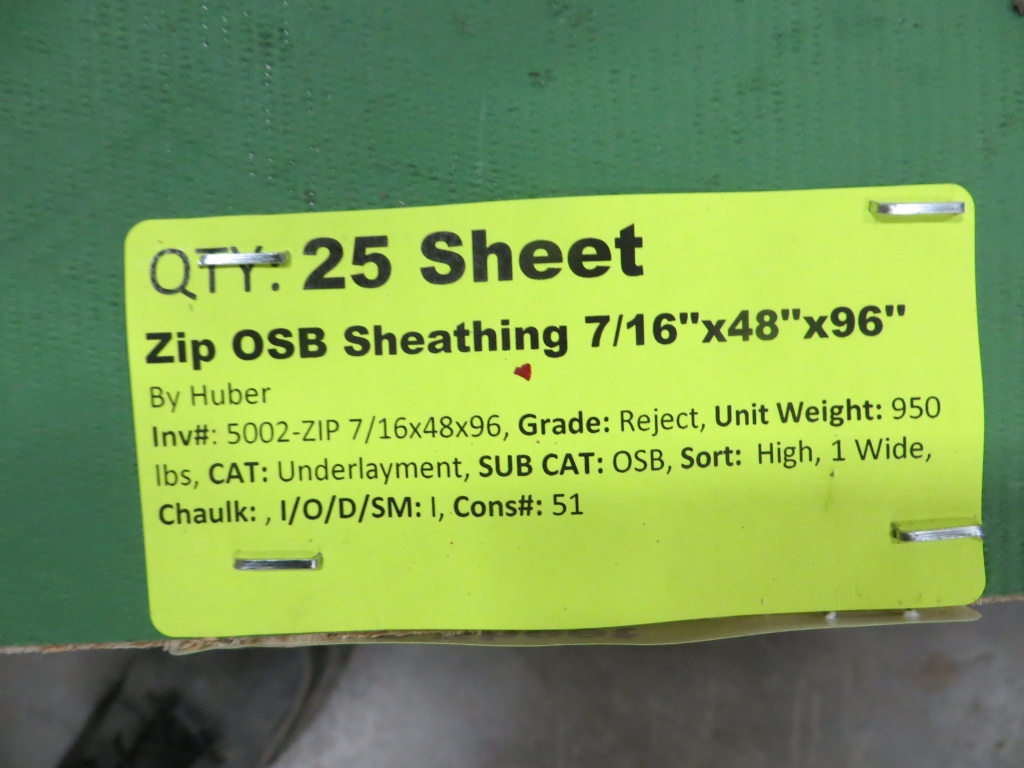 QTY: 25 Sheet
Zip OSB Sheathing 7/16"x48"x96"
By Huber
Inv#: 5002-ZIP 7/16x48x96, Grade: Reject, Unit Weight: 950
lbs, CAT: Underlayment, SUB CAT: OSB, Sort: High, 1 Wide,
Chaulk: , I/O/D/SM: I, Cons#: 51